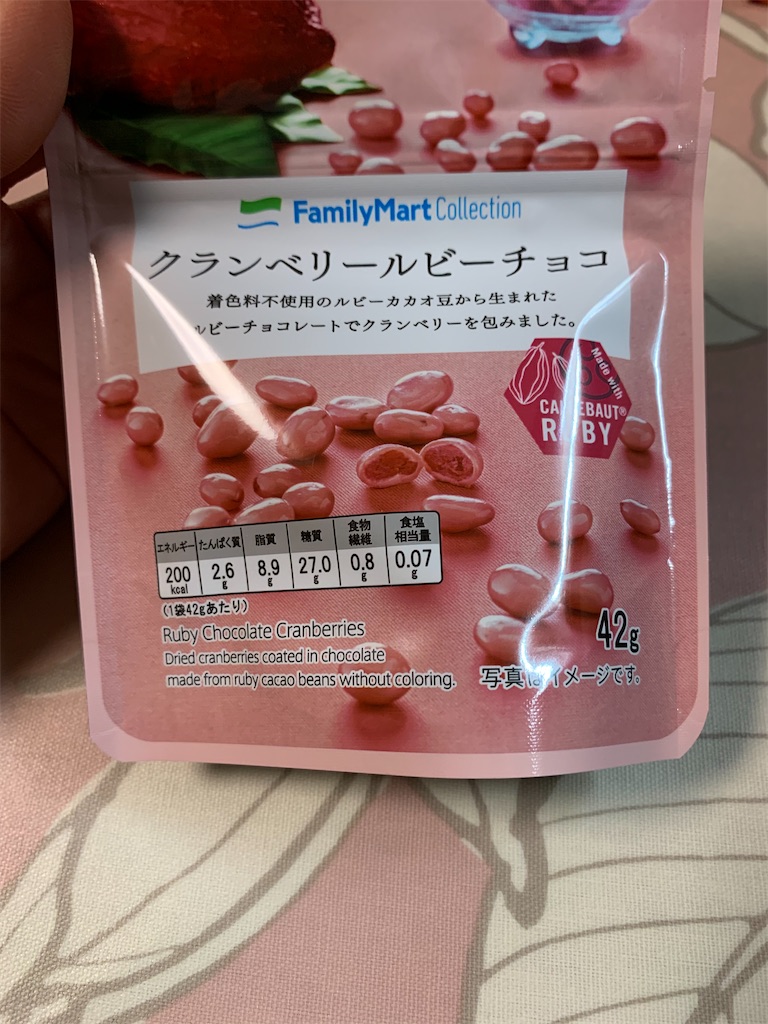 FamilyMart Collection
クランベリールビーチョコ
着色料不使用のルビーカカオ豆から生まれた
ルビーチョコレートでクランベリーを包みました。
Made with
CALLEBAUT®
RUBY
エネルギー たんぱく質 脂質 糖質 食物繊維 食塩相当量
200kcal 2.6g 8.9g 27.0g 0.8g 0.07g
(1袋42gあたり)
Ruby Chocolate Cranberries
Dried cranberries coated in chocolate
made from ruby cacao beans without coloring.
42g
写真はイメージです。